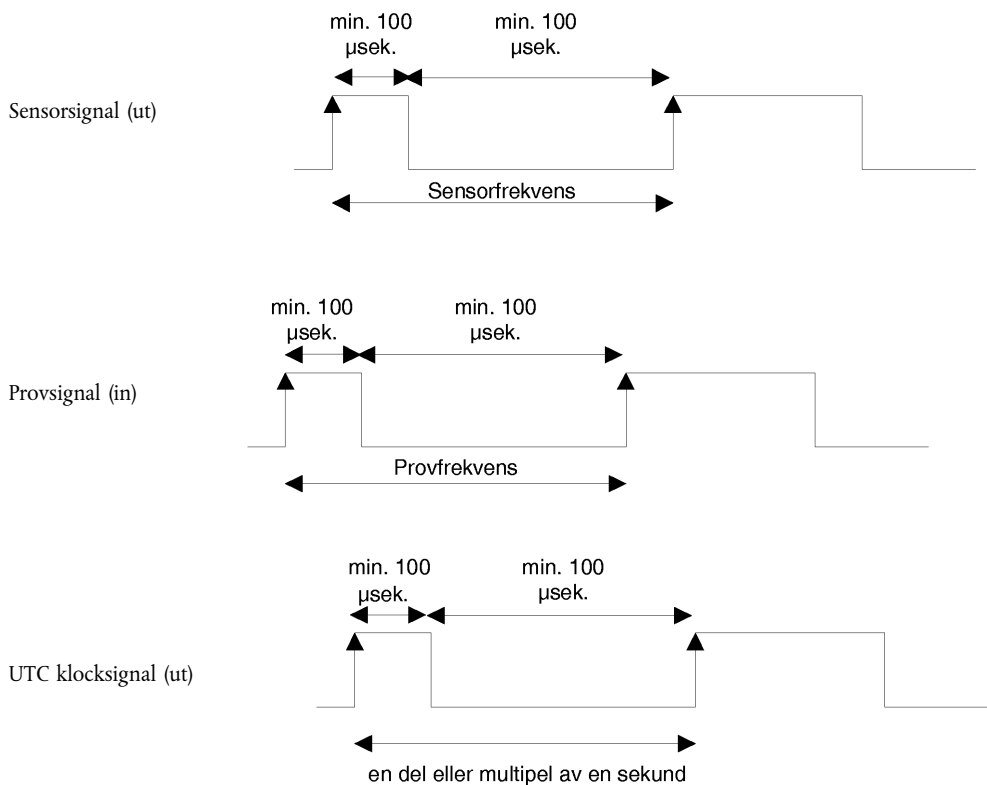 min. 100
µsek.
min. 100
µsek.
Sensorsignal (ut)
Sensorfrekvens
min. 100
µsek.
min. 100
µsek.
Provsignal (in)
Provfrekvens
min. 100
µsek.
min. 100
µsek.
UTC klocksignal (ut)
en del eller multipel av en sekund